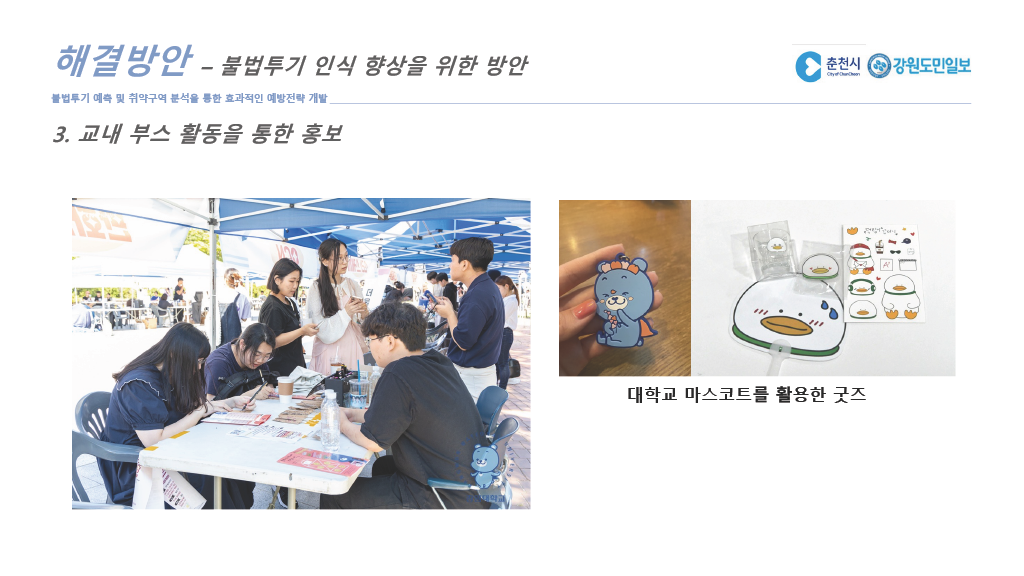 해결방안 – 불법투기 인식 향상을 위한 방안
춘천시
City of ChunCheon
강원도민일보
불법투기 예측 및 취약구역 분석을 통한 효과적인 예방전략 개발
3. 교내 부스 활동을 통한 홍보
대학교 마스코트를 활용한 굿즈